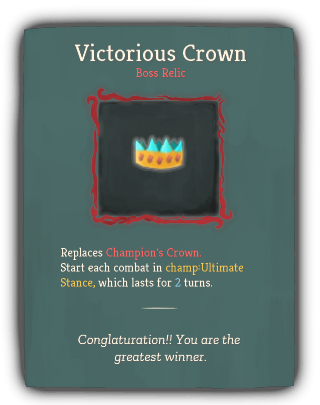 Victorious Crown
Boss Relic
Replaces Champion's Crown.
Start each combat in champ:Ultimate
Stance, which lasts for 2 turns.
Conglaturation!! You are the
greatest winner.